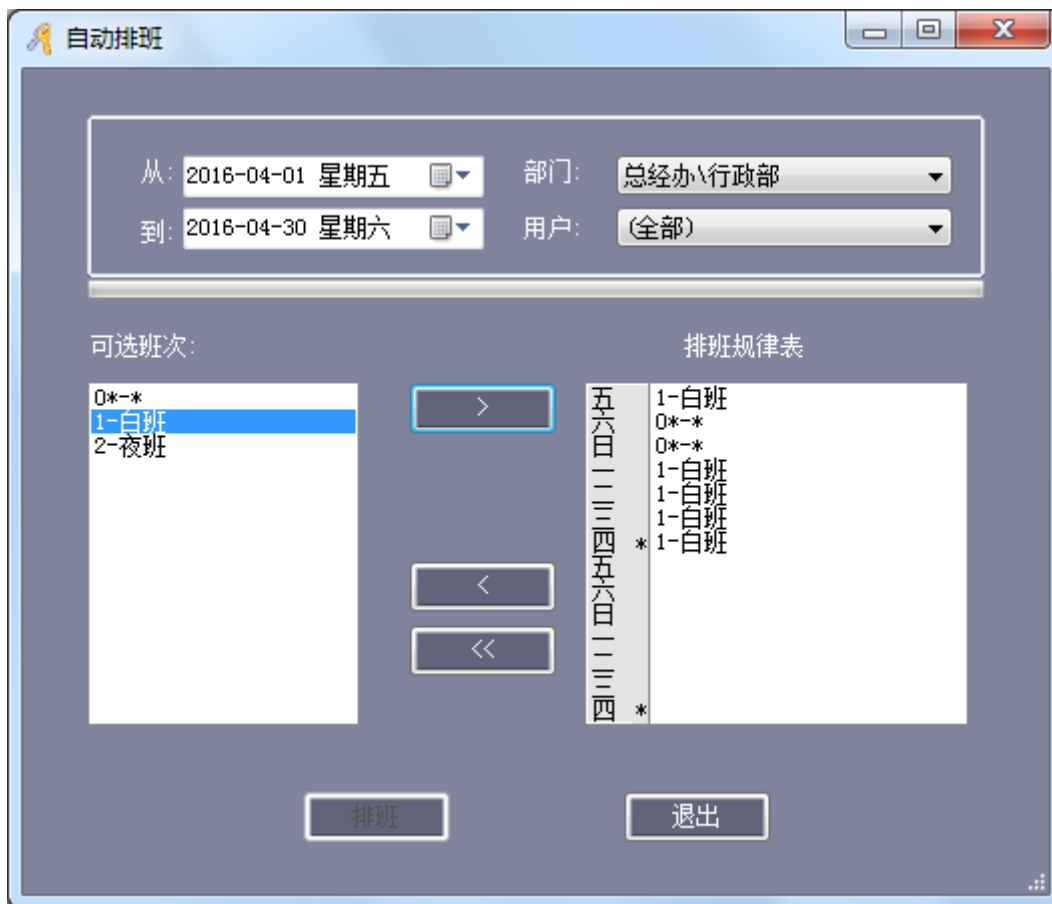 自动排班
从: 2016-04-01 星期五 部门: 总经办\行政部
到: 2016-04-30 星期六 用户: (全部)
可选班次:
排班规律表
0*-*
1-白班
2-夜班
>
<
<<
五 1-白班
六 0*-*
日 0*-*
一 1-白班
二 1-白班
三 1-白班
四 * 1-白班
五
六
日
一
二
三
四 *
排班
退出